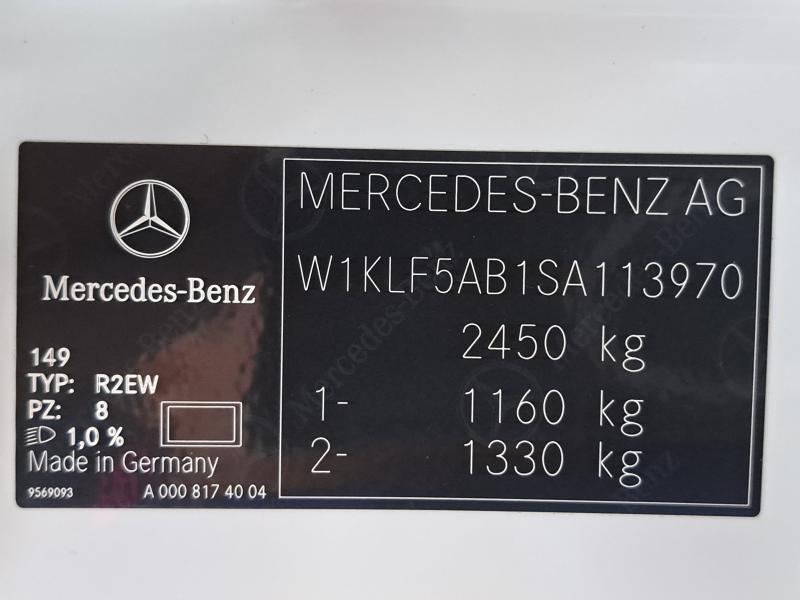 Mercedes-Benz
149
TYP: R2EW
PZ: 8
1,0 %
Made in Germany
9569093 A 000 817 40 04
MERCEDES-BENZ AG
W1KLF5AB1SA113970
2450 kg
1- 1160 kg
2- 1330 kg